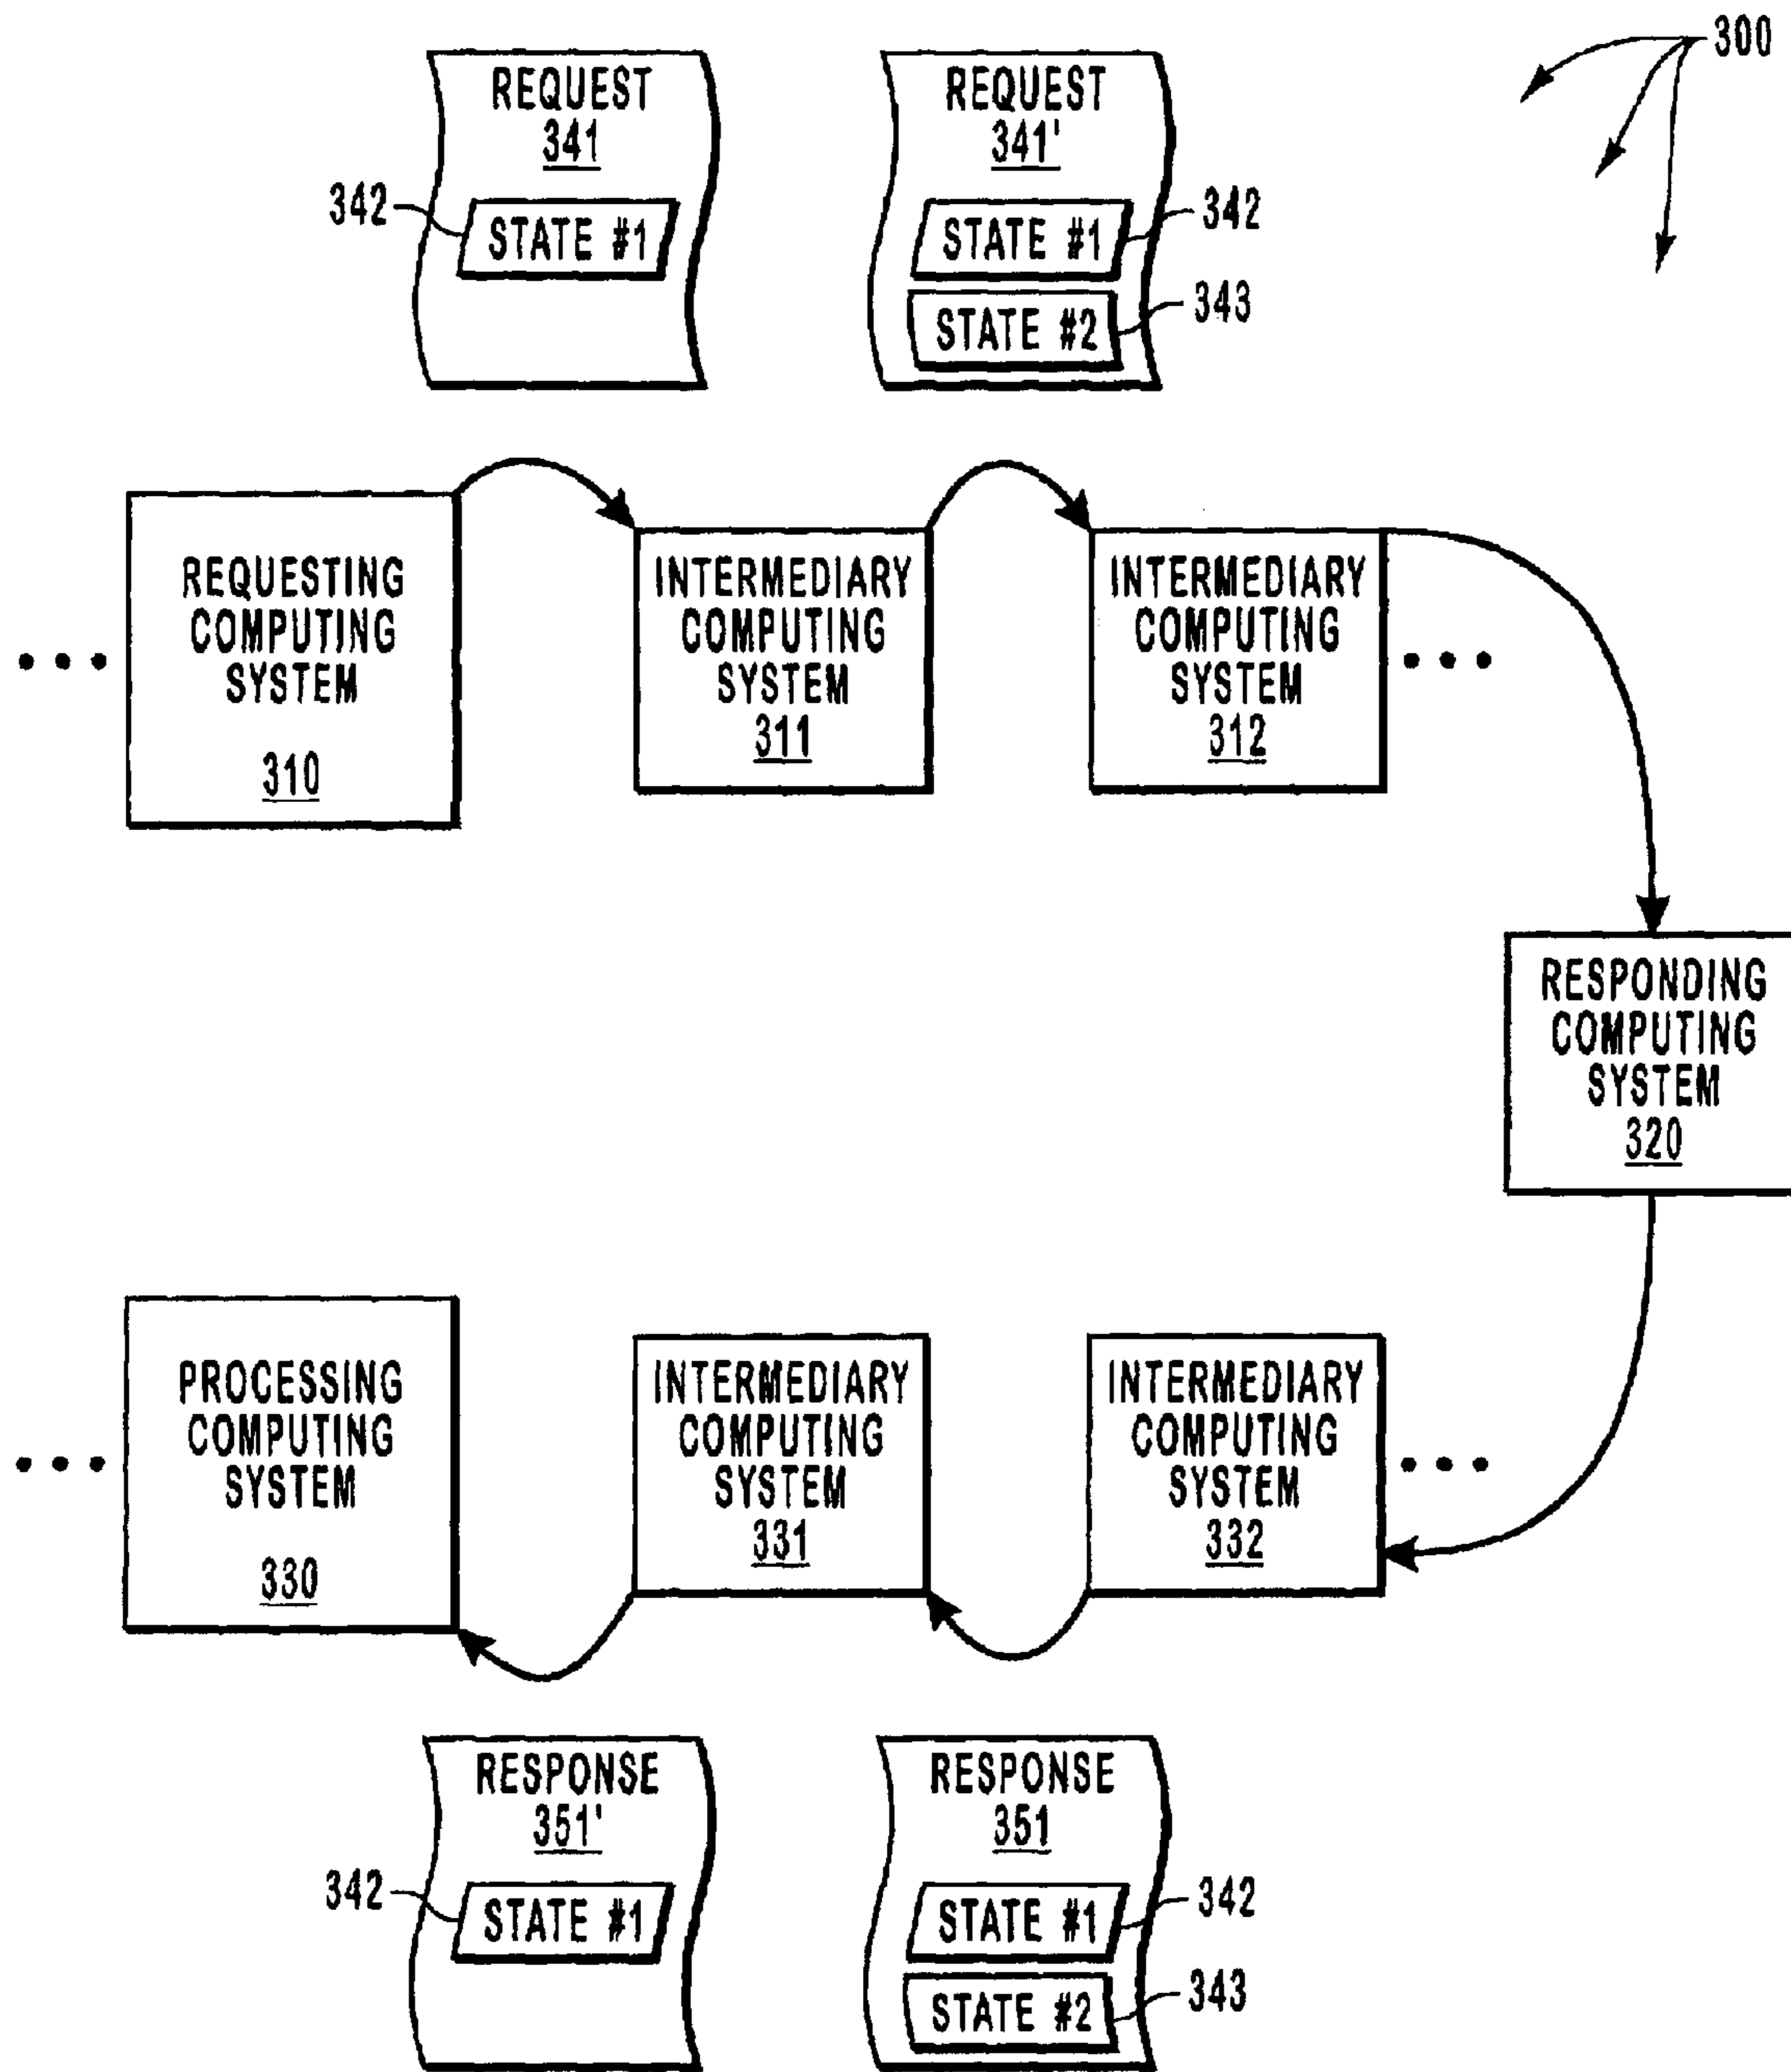 300
REQUEST
341
342
STATE #1
REQUEST
341'
STATE #1
342
STATE #2
343
REQUESTING
COMPUTING
SYSTEM
310
INTERMEDIARY
COMPUTING
SYSTEM
311
INTERMEDIARY
COMPUTING
SYSTEM
312
RESPONDING
COMPUTING
SYSTEM
320
PROCESSING
COMPUTING
SYSTEM
330
INTERMEDIARY
COMPUTING
SYSTEM
331
INTERMEDIARY
COMPUTING
SYSTEM
332
RESPONSE
351'
342
STATE #1
RESPONSE
351
STATE #1
342
STATE #2
343